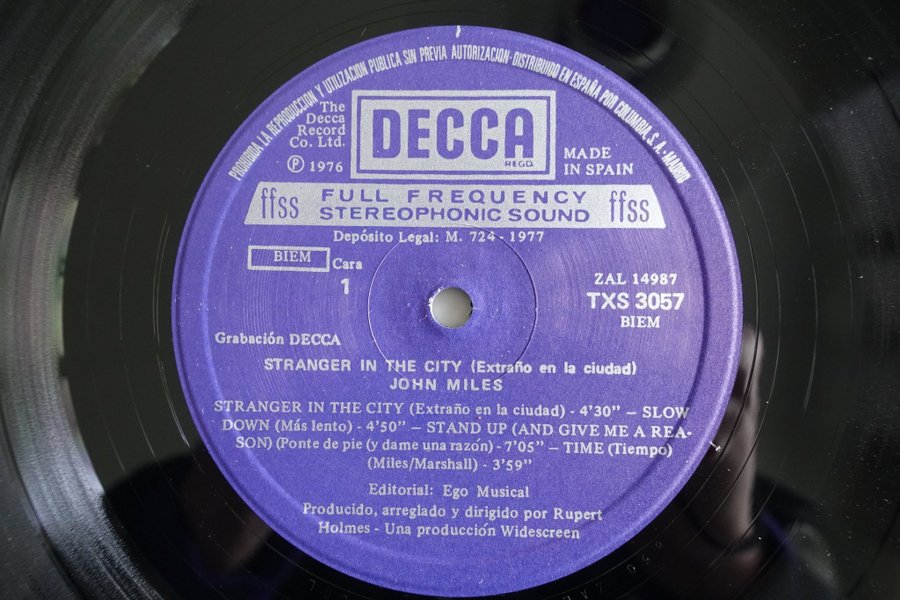 PROHIBIDA LA REPRODUCCION Y UTILIZACION PUBLICA SIN PREVIA AUTORIZACION - DISTRIBUIDO EN ESPAÑA POR COLUMBIA, S. A. - MADRID
The
Decca
Record
Co. Ltd.
Ⓟ 1976
DECCA
REGD.
MADE
IN SPAIN
ffss FULL FREQUENCY STEREOPHONIC SOUND ffss
Depósito Legal: M. 724 - 1977
BIEM
Cara
1
ZAL 14987
TXS 3057
BIEM
Grabación DECCA
STRANGER IN THE CITY (Extraño en la ciudad)
JOHN MILES
STRANGER IN THE CITY (Extraño en la ciudad) - 4'30" — SLOW
DOWN (Más lento) - 4'50" — STAND UP (AND GIVE ME A REA-
SON) (Ponte de pie (y dame una razón) - 7'05" — TIME (Tiempo)
(Miles/Marshall) - 3'59"
Editorial: Ego Musical
Producido, arreglado y dirigido por Rupert
Holmes - Una producción Widescreen